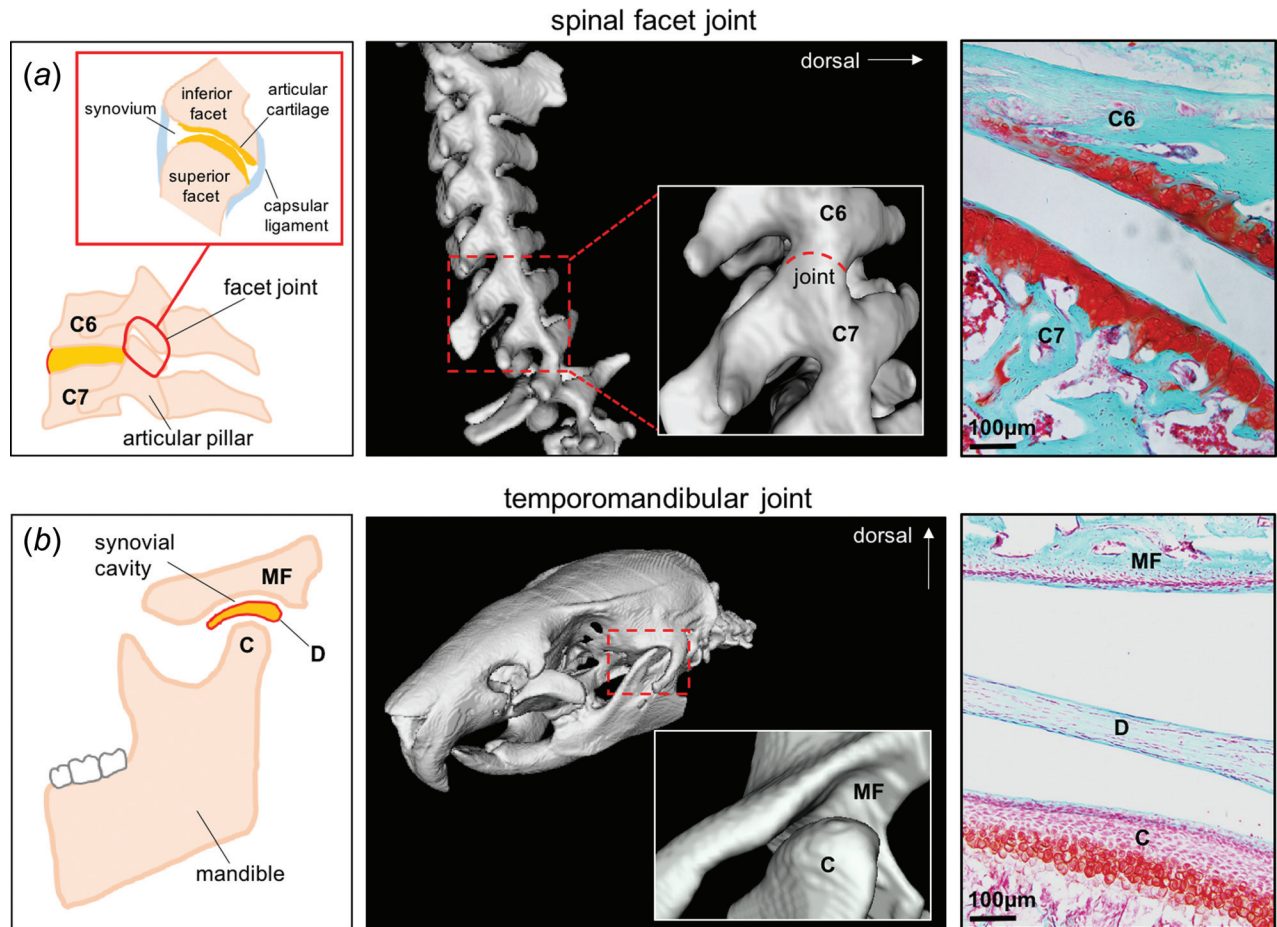 spinal facet joint
(a)
inferior
facet
articular
cartilage
synovium
superior
facet
capsular
ligament
facet joint
C6
C7
articular pillar
dorsal
C6
joint
C7
C6
C7
100μm
temporomandibular joint
(b)
synovial
cavity
MF
C
D
mandible
dorsal
MF
C
MF
D
C
100μm